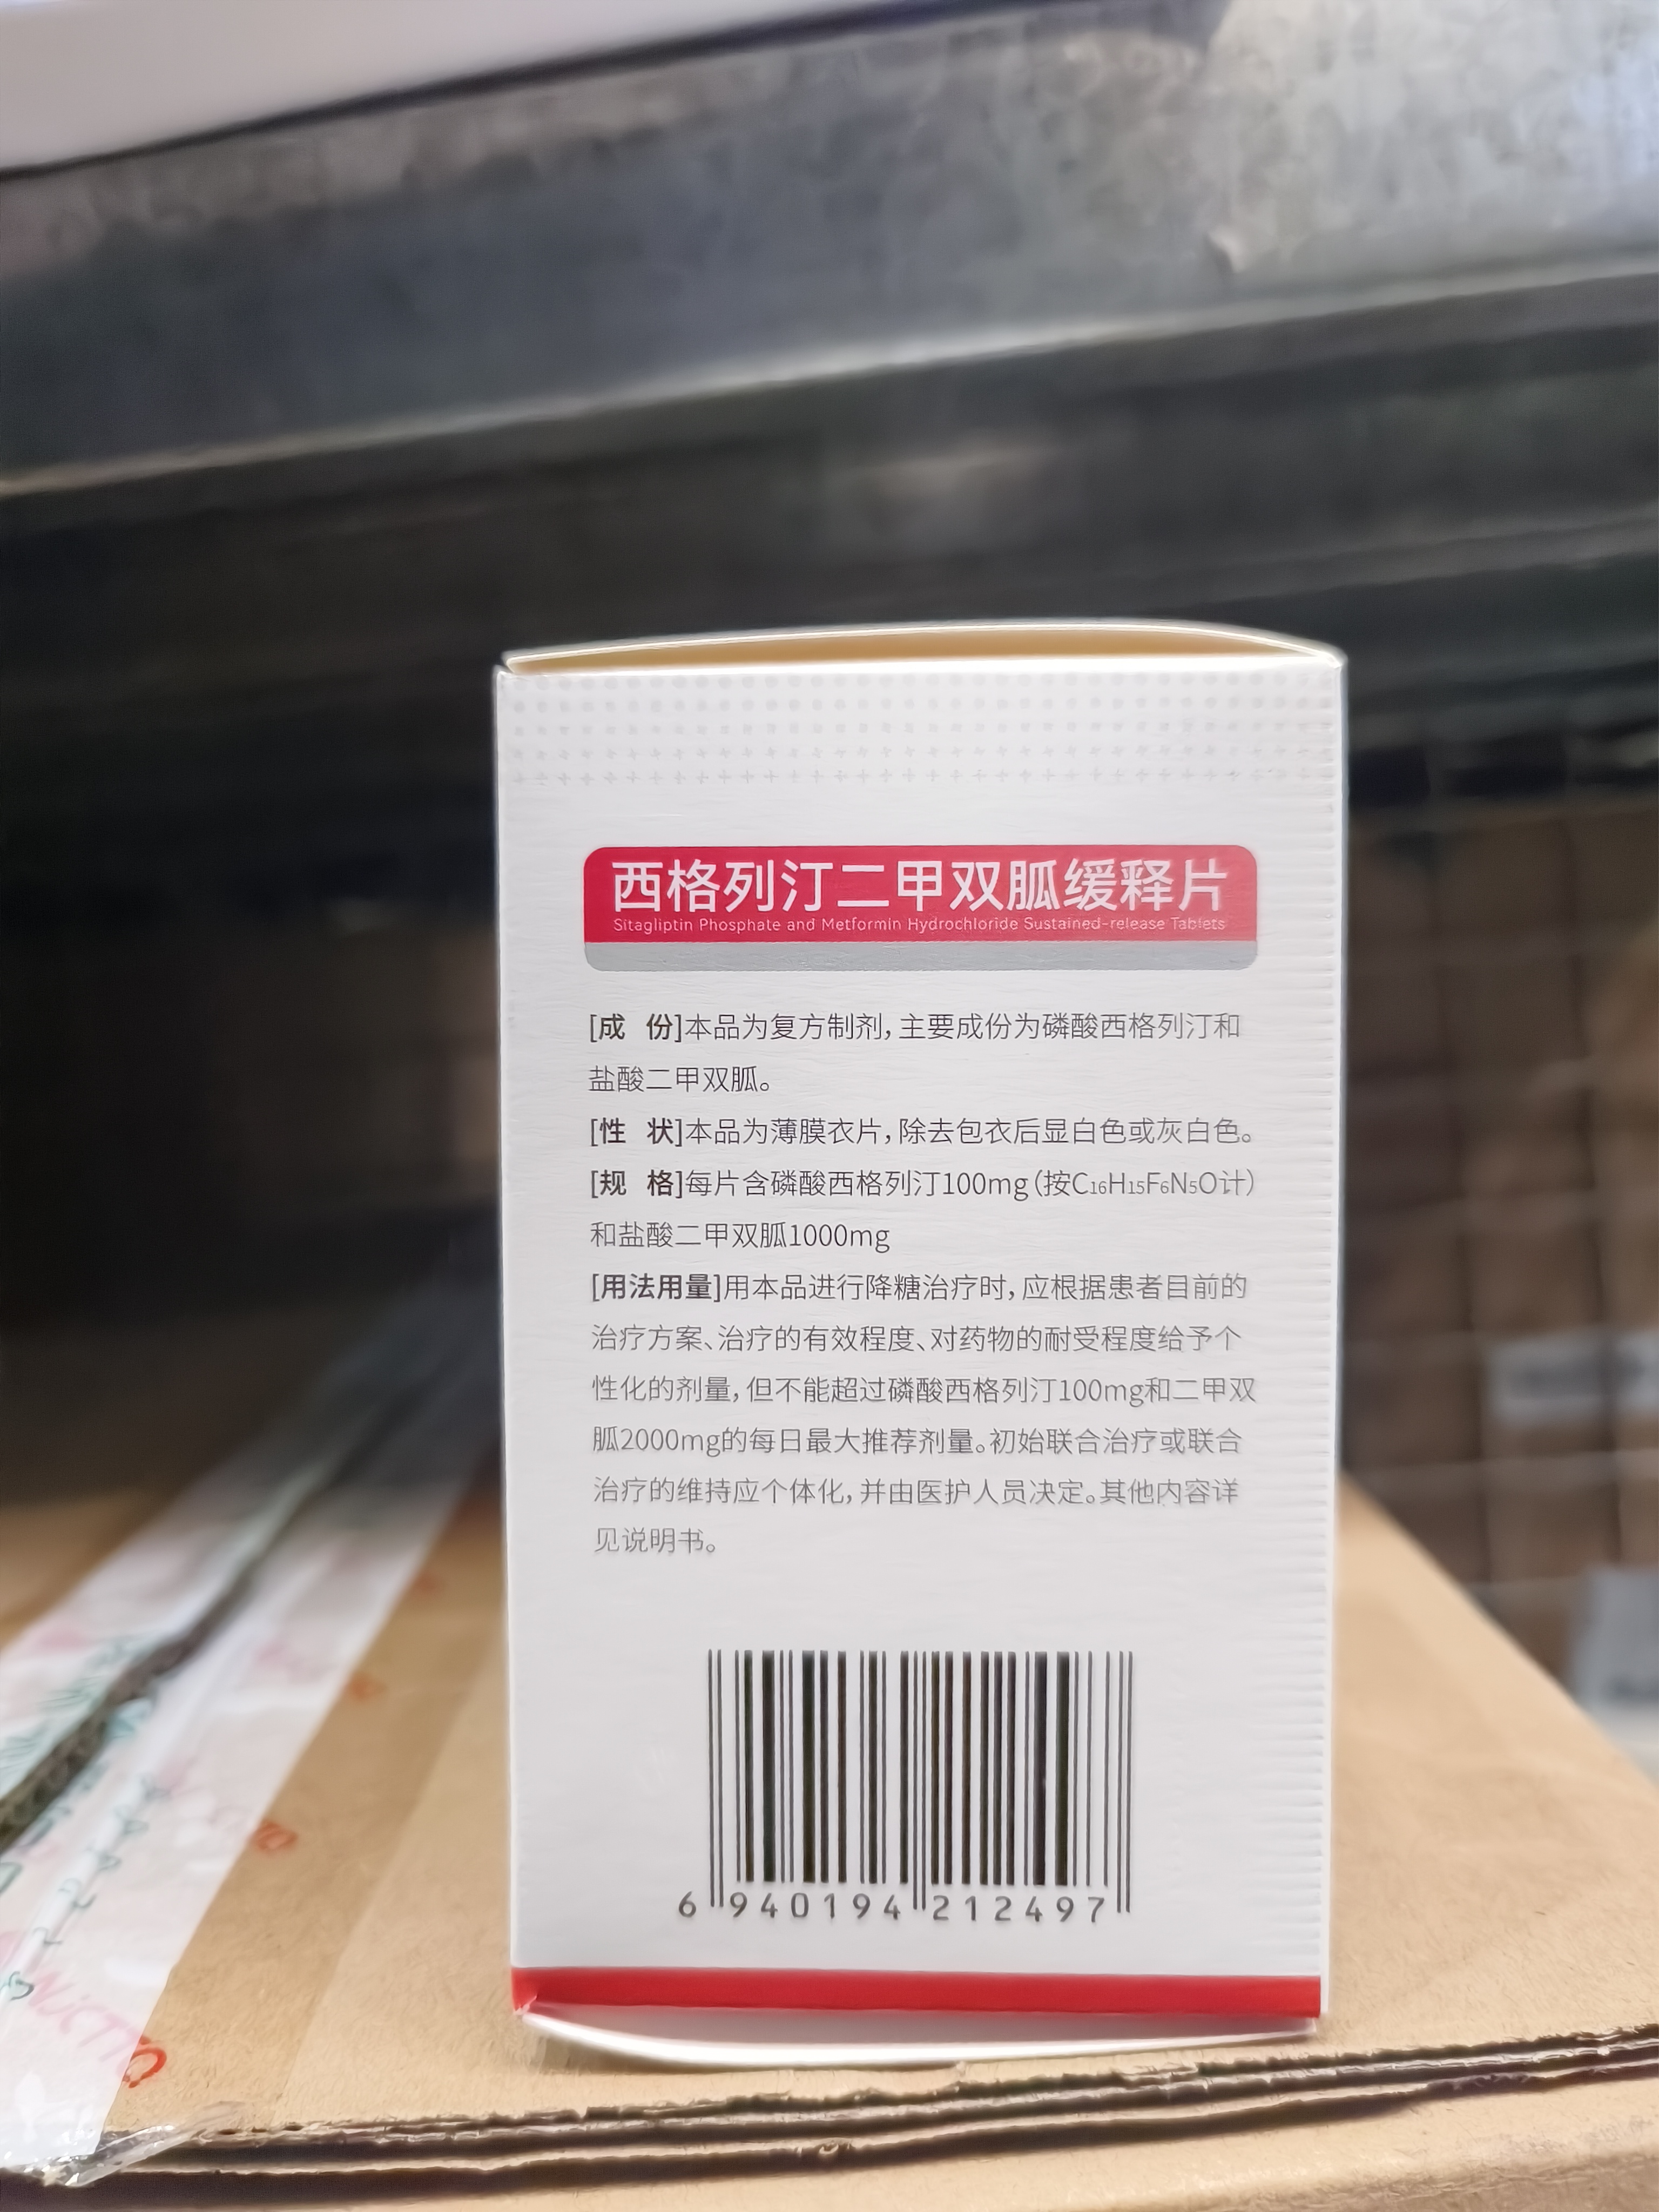 西格列汀二甲双胍缓释片
Sitagliptin Phosphate and Metformin Hydrochloride Sustained-release Tablets
[成 份]本品为复方制剂，主要成份为磷酸西格列汀和
盐酸二甲双胍。
[性 状]本品为薄膜衣片，除去包衣后显白色或灰白色。
[规 格]每片含磷酸西格列汀100mg（按C₁₆H₁₅F₆N₅O计）
和盐酸二甲双胍1000mg
[用法用量]用本品进行降糖治疗时，应根据患者目前的
治疗方案、治疗的有效程度、对药物的耐受程度给予个
性化的剂量，但不能超过磷酸西格列汀100mg和二甲双
胍2000mg的每日最大推荐剂量。初始联合治疗或联合
治疗的维持应个体化，并由医护人员决定。其他内容详
见说明书。
6 940194 212497